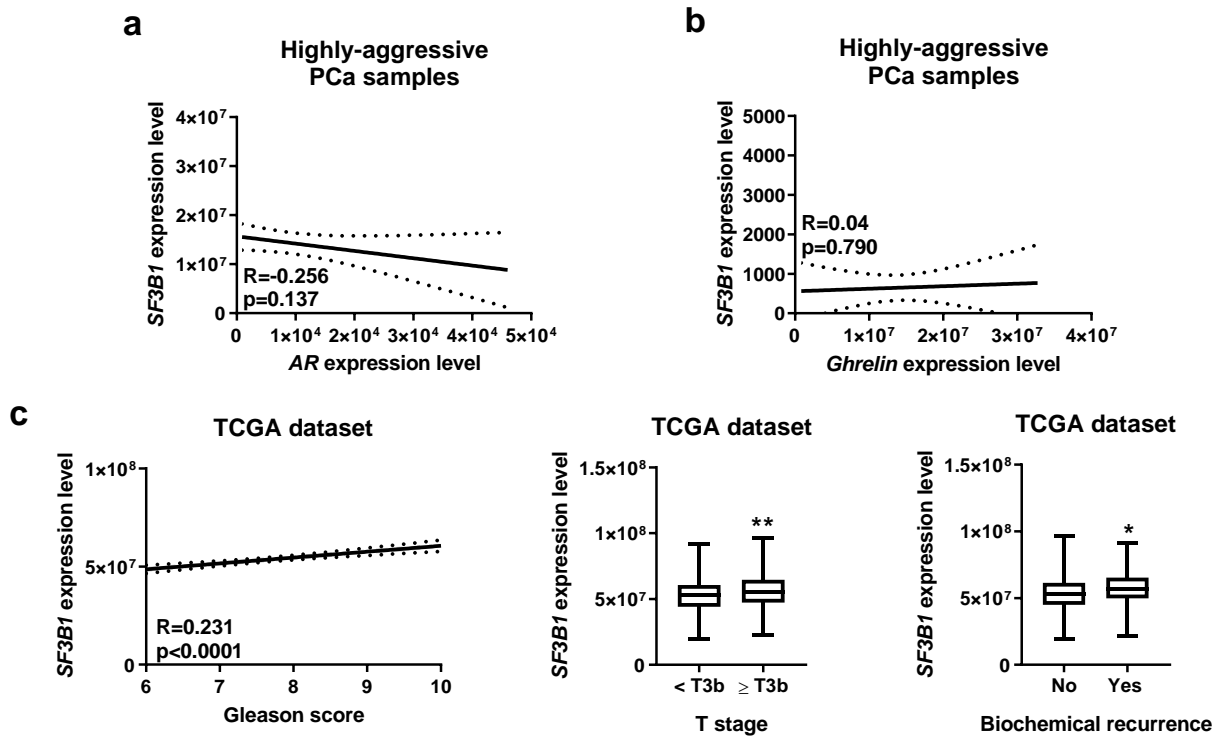 a
Highly-aggressive
PCa samples
SF3B1 expression level
4×10⁷
3×10⁷
2×10⁷
1×10⁷
0
R=-0.256
p=0.137
0 1×10⁴ 2×10⁴ 3×10⁴ 4×10⁴ 5×10⁴
AR expression level
b
Highly-aggressive
PCa samples
SF3B1 expression level
5000
4000
3000
2000
1000
0
R=0.04
p=0.790
0 1×10⁷ 2×10⁷ 3×10⁷ 4×10⁷
Ghrelin expression level
c
TCGA dataset
SF3B1 expression level
1×10⁸
5×10⁷
0
R=0.231
p<0.0001
6 7 8 9 10
Gleason score
TCGA dataset
SF3B1 expression level
1.5×10⁸
1×10⁸
5×10⁷
0
**
< T3b ≥ T3b
T stage
TCGA dataset
SF3B1 expression level
1.5×10⁸
1×10⁸
5×10⁷
0
*
No Yes
Biochemical recurrence